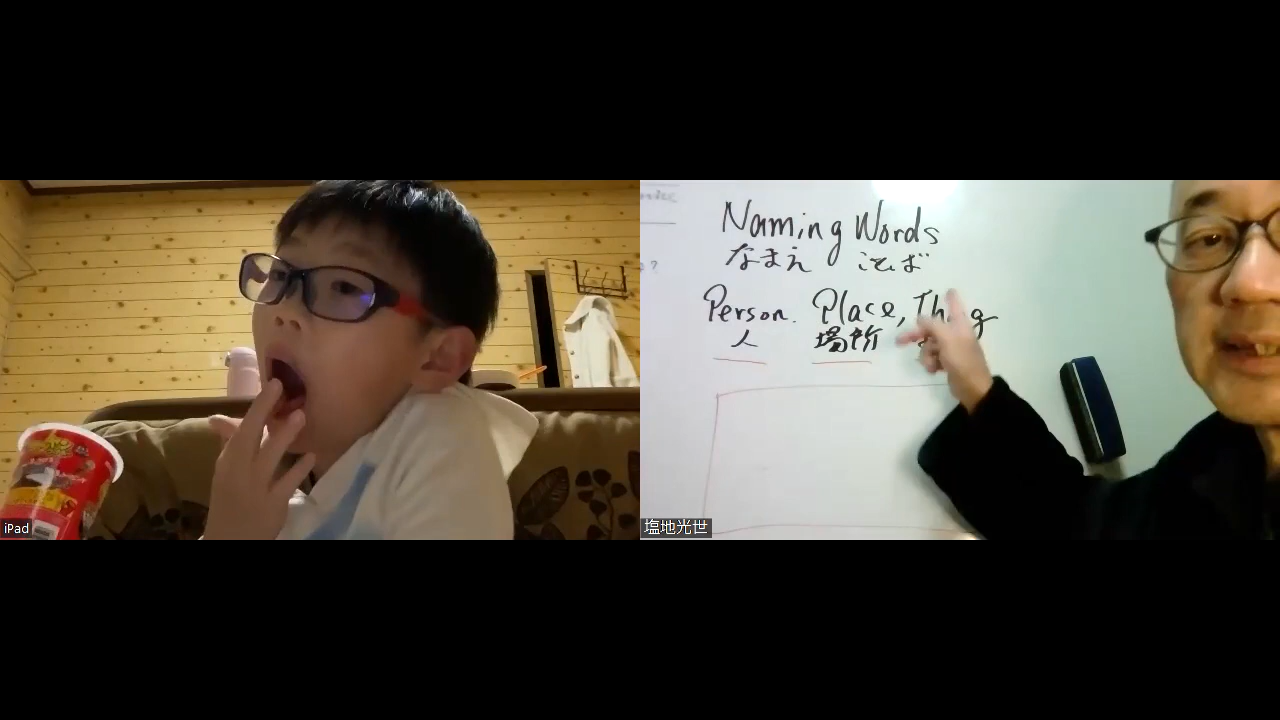 Naming Words
なまえ ことば
Person. Place, Thing
人 場所
iPad
塩地光世